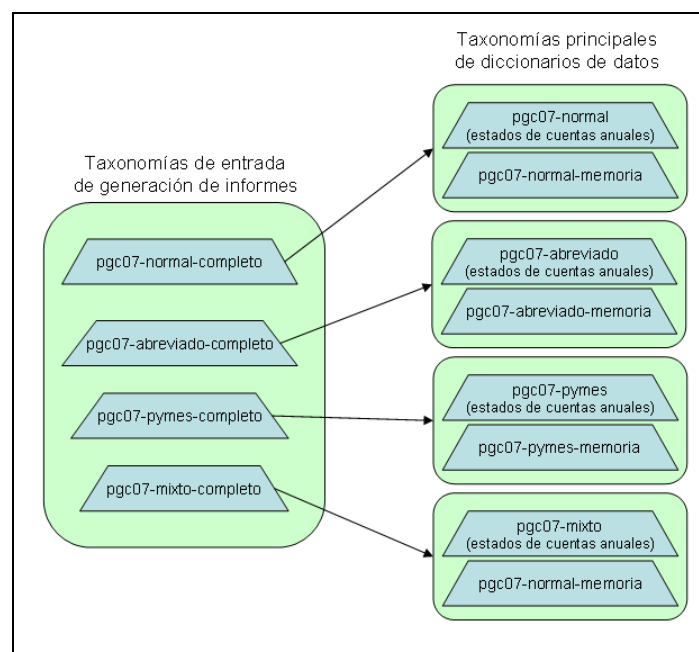 Taxonomías de entrada
de generación de informes
pgc07-normal-completo
pgc07-abreviado-completo
pgc07-pymes-completo
pgc07-mixto-completo
Taxonomías principales
de diccionarios de datos
pgc07-normal
(estados de cuentas anuales)
pgc07-normal-memoria
pgc07-abreviado
(estados de cuentas anuales)
pgc07-abreviado-memoria
pgc07-pymes
(estados de cuentas anuales)
pgc07-pymes-memoria
pgc07-mixto
(estados de cuentas anuales)
pgc07-normal-memoria